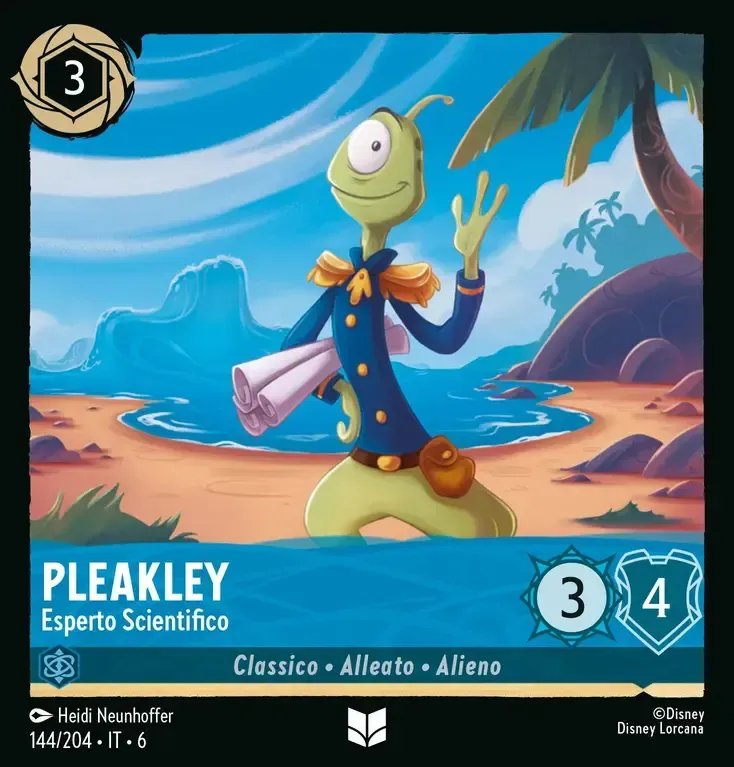 3
PLEAKLEY
Esperto Scientifico
3
4
Classico • Alleato • Alieno
Heidi Neunhoffer
144/204 • IT • 6
©Disney
Disney Lorcana